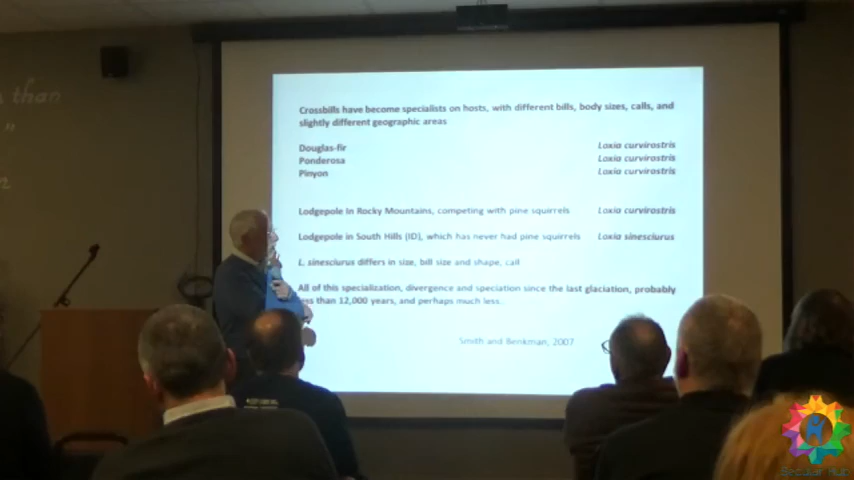 than
"
Crossbills have become specialists on hosts, with different bills, body sizes, calls, and
slightly different geographic areas
Douglas-fir Loxia curvirostris
Ponderosa Loxia curvirostris
Pinyon Loxia curvirostris
Lodgepole in Rocky Mountains, competing with pine squirrels Loxia curvirostris
Lodgepole in South Hills (ID), which has never had pine squirrels Loxia sinesciurus
L. sinesciurus differs in size, bill size and shape, call
All of this specialization, divergence and speciation since the last glaciation, probably
than 12,000 years, and perhaps much less.
Smith and Benkman, 2007
Secular Hub